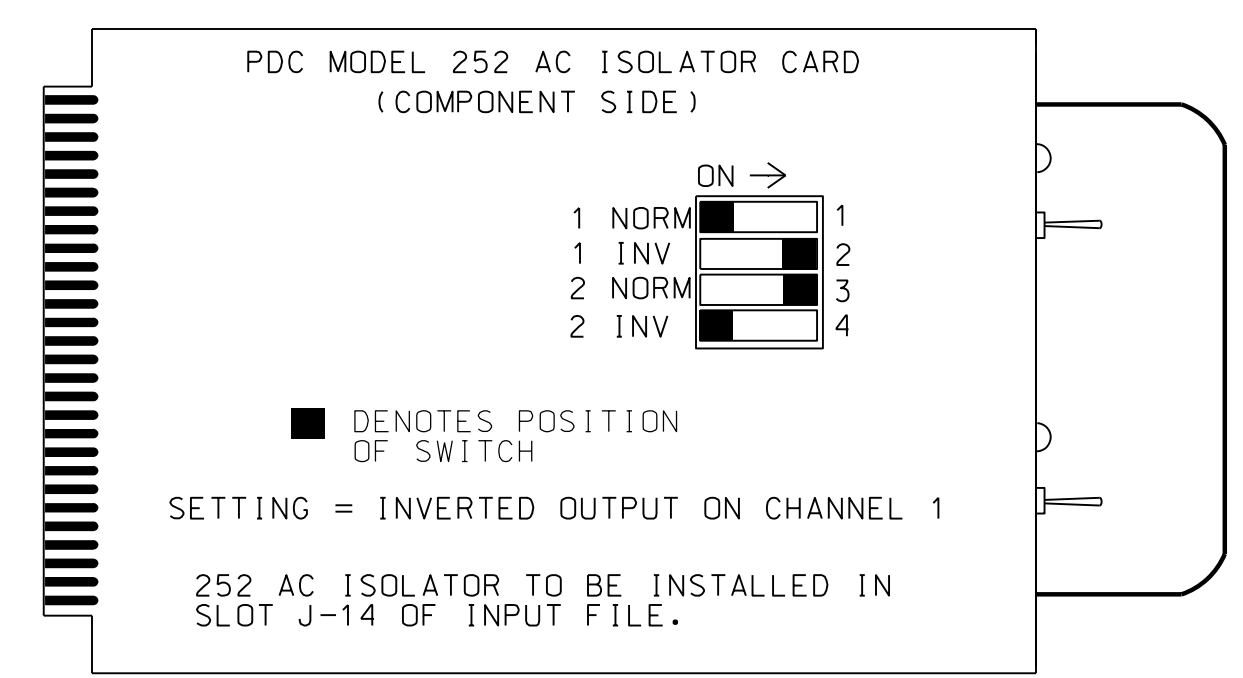 PDC MODEL 252 AC ISOLATOR CARD
(COMPONENT SIDE)
ON →
1 NORM 1
1 INV 2
2 NORM 3
2 INV 4
DENOTES POSITION
OF SWITCH
SETTING = INVERTED OUTPUT ON CHANNEL 1
252 AC ISOLATOR TO BE INSTALLED IN
SLOT J-14 OF INPUT FILE.